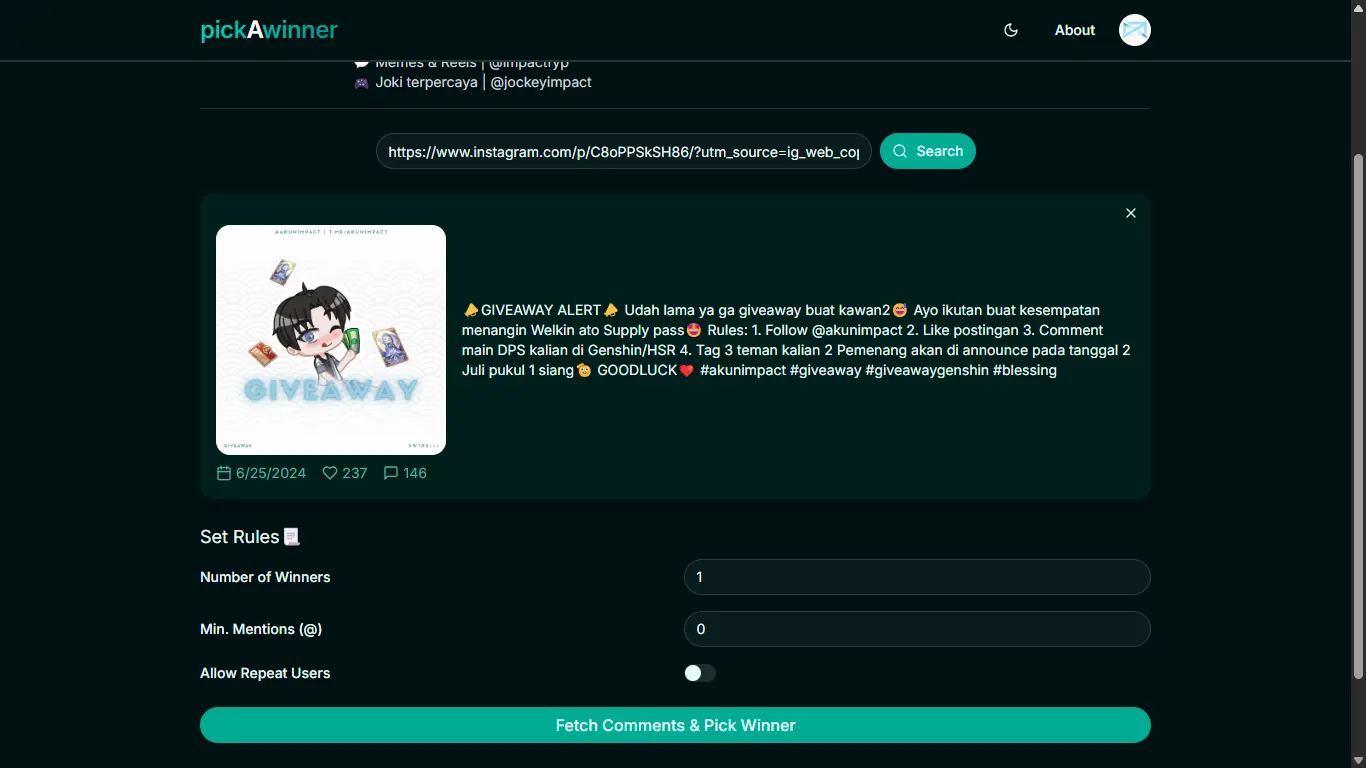 pickAwinner
About
💬 Memes & Reels | @impactfyp
🎮 Joki terpercaya | @jockeyimpact
https://www.instagram.com/p/C8oPPSkSH86/?utm_source=ig_web_cop
Search
@AKUNIMPACT | T.ME/AKUNIMPACT
GIVEAWAY
GIVEAWAY
📣GIVEAWAY ALERT📣 Udah lama ya ga giveaway buat kawan2😅 Ayo ikutan buat kesempatan
menangin Welkin ato Supply pass🤩 Rules: 1. Follow @akunimpact 2. Like postingan 3. Comment
main DPS kalian di Genshin/HSR 4. Tag 3 teman kalian 2 Pemenang akan di announce pada tanggal 2
Juli pukul 1 siang🫡 GOODLUCK❤️ #akunimpact #giveaway #giveawaygenshin #blessing
6/25/2024 237 146
Set Rules📃
Number of Winners 1
Min. Mentions (@) 0
Allow Repeat Users
Fetch Comments & Pick Winner